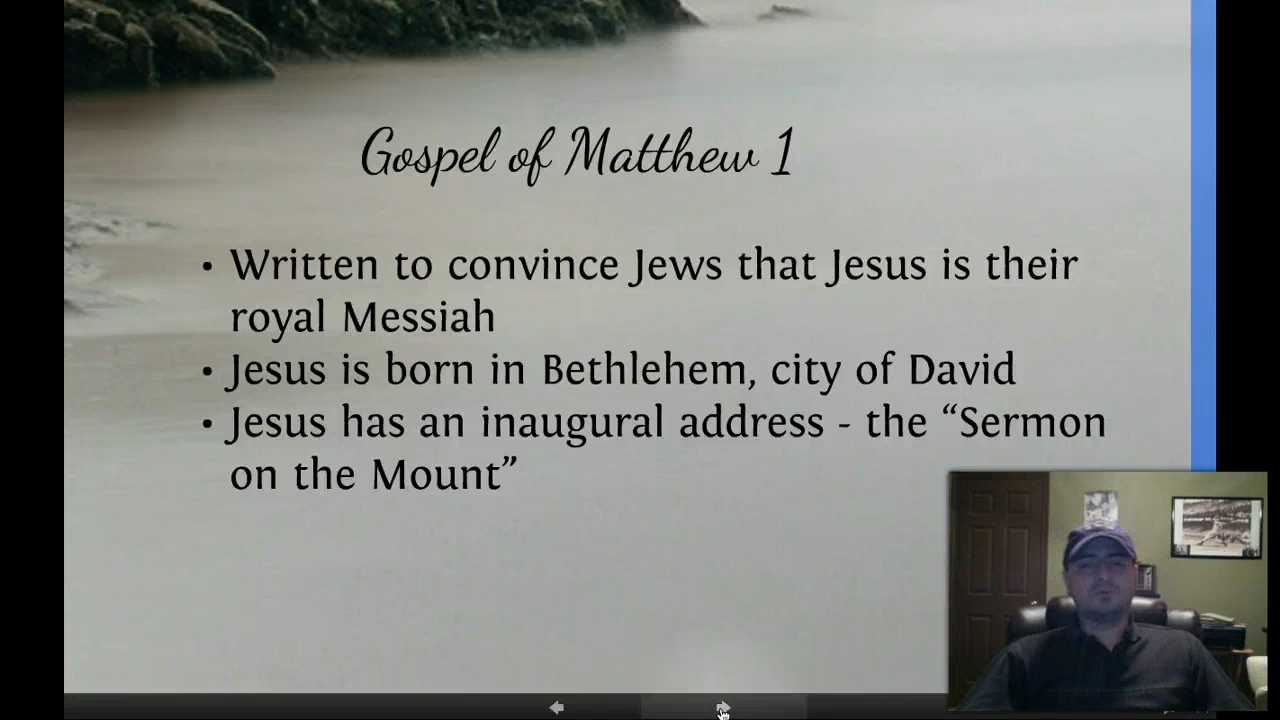 Gospel of Matthew 1
• Written to convince Jews that Jesus is their
royal Messiah
• Jesus is born in Bethlehem, city of David
• Jesus has an inaugural address - the “Sermon
on the Mount”